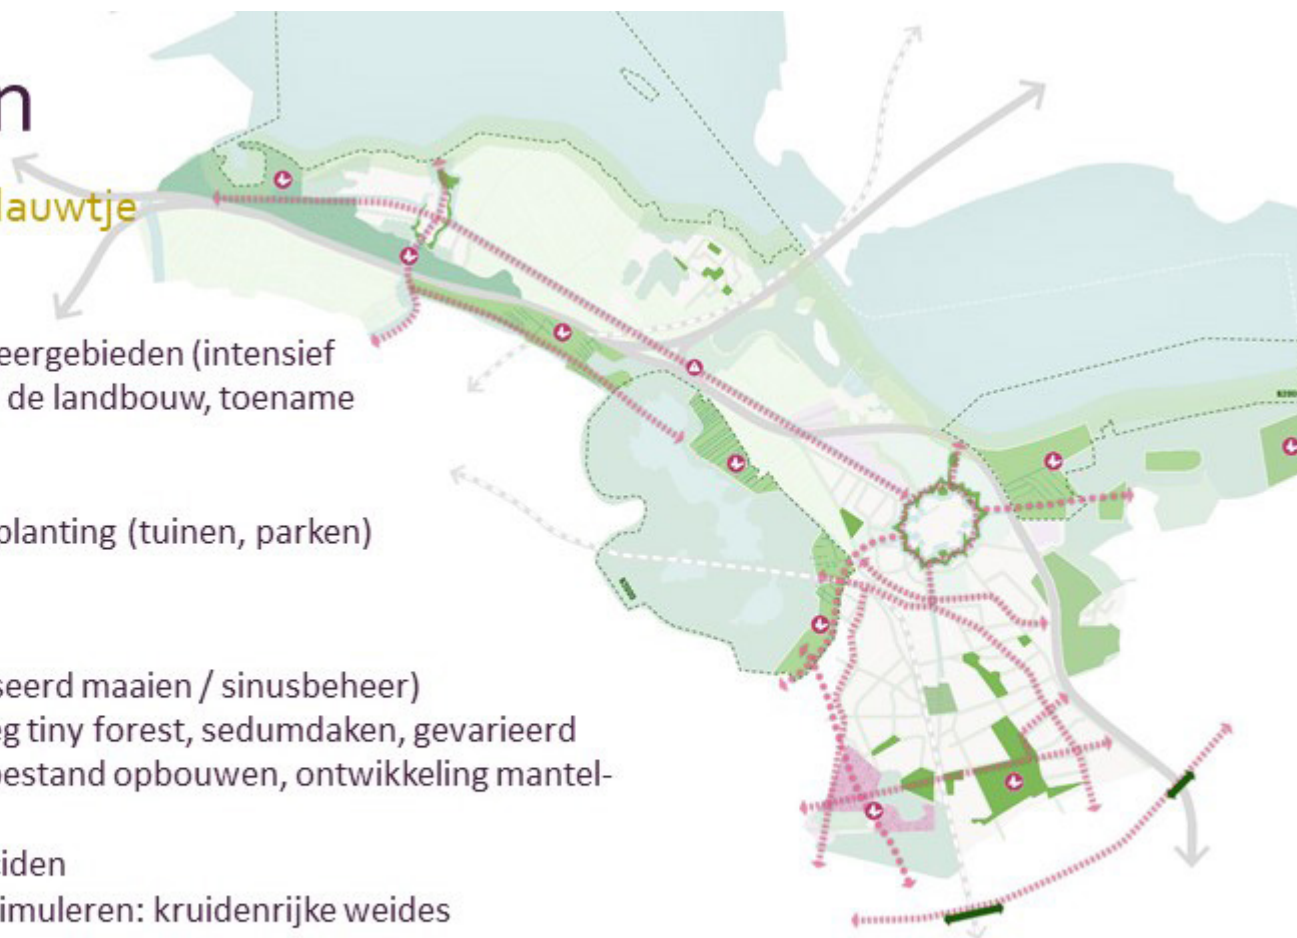 n
lauwtje
eergebieden (intensief
de landbouw, toename
planting (tuinen, parken)
seerd maaien / sinusbeheer)
eg tiny forest, sedumdaken, gevarieerd
bestand opbouwen, ontwikkeling mantel-
iden
imuleren: kruidenrijke weides